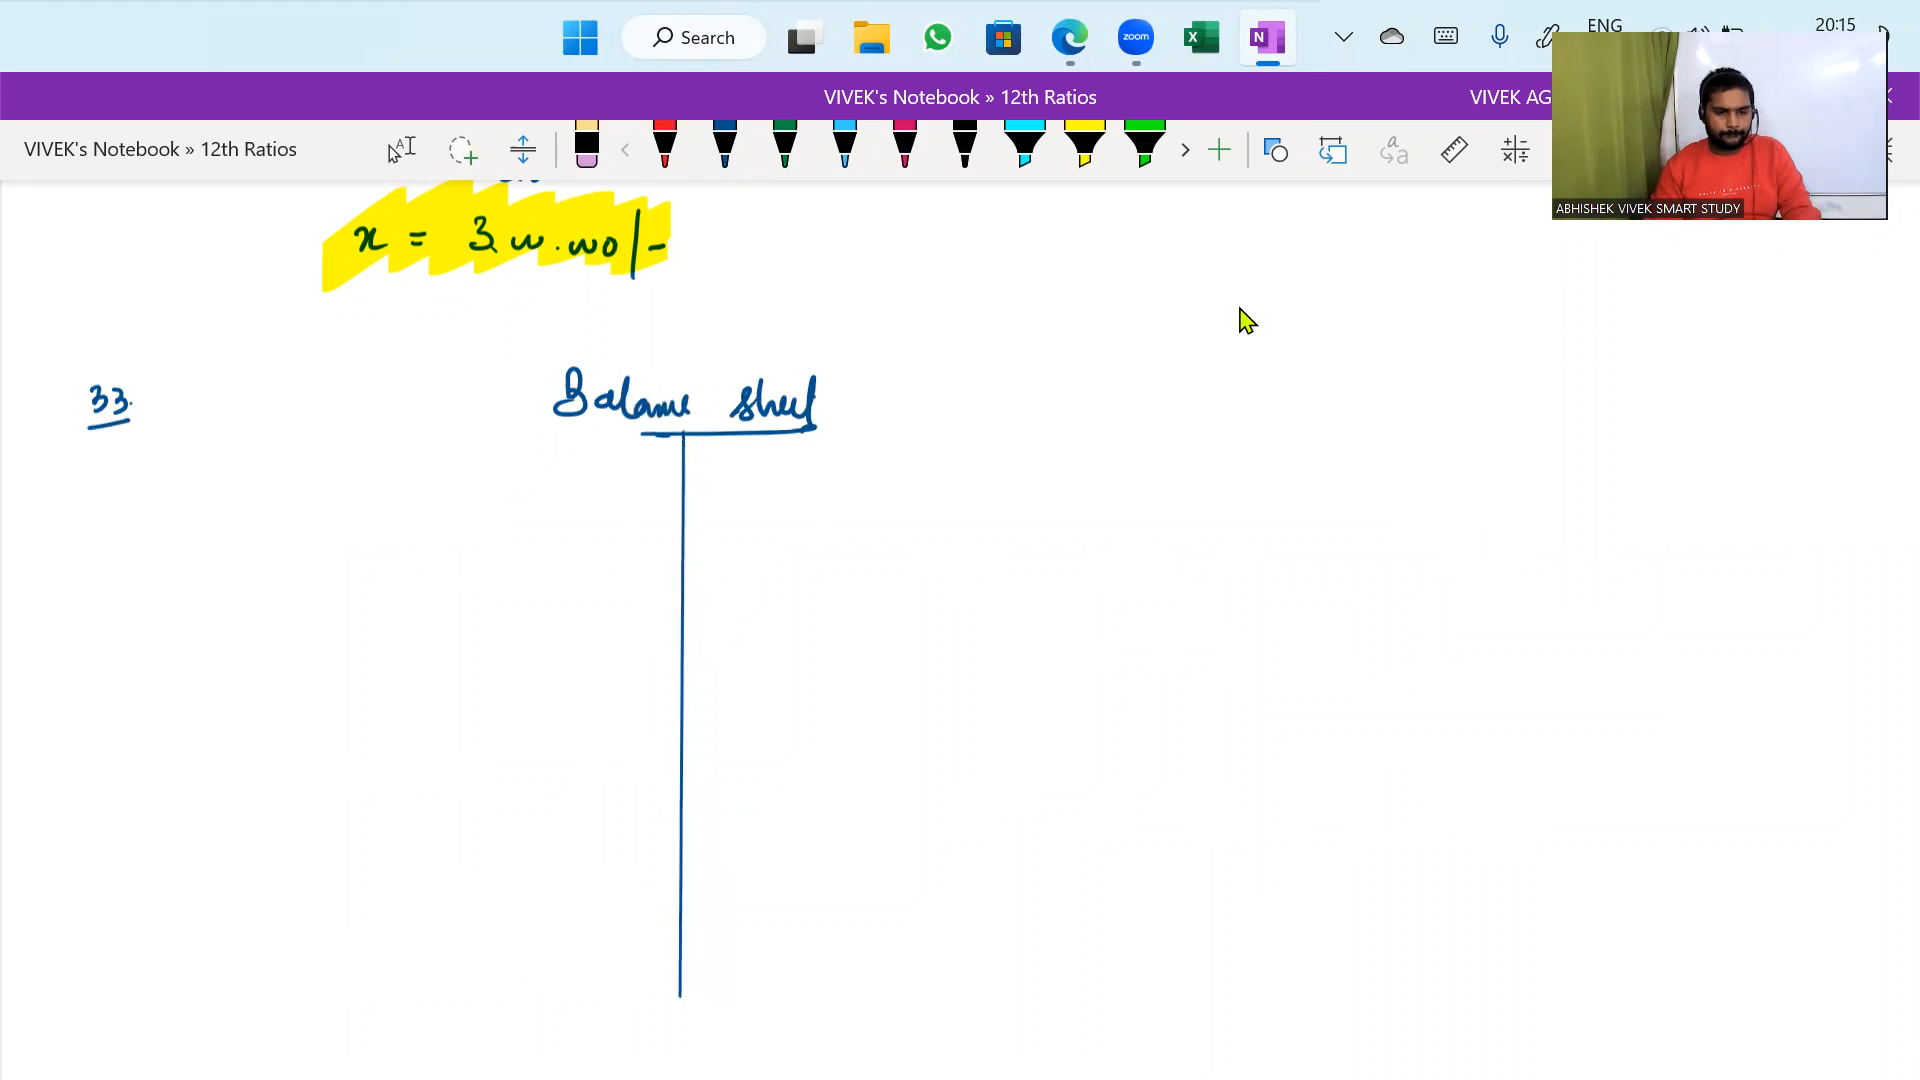 Search
zoom
ENG
20:15
VIVEK's Notebook » 12th Ratios
VIVEK AG
VIVEK's Notebook » 12th Ratios
ABHISHEK VIVEK SMART STUDY
x = 3,00,000/-
33.
Balance sheet